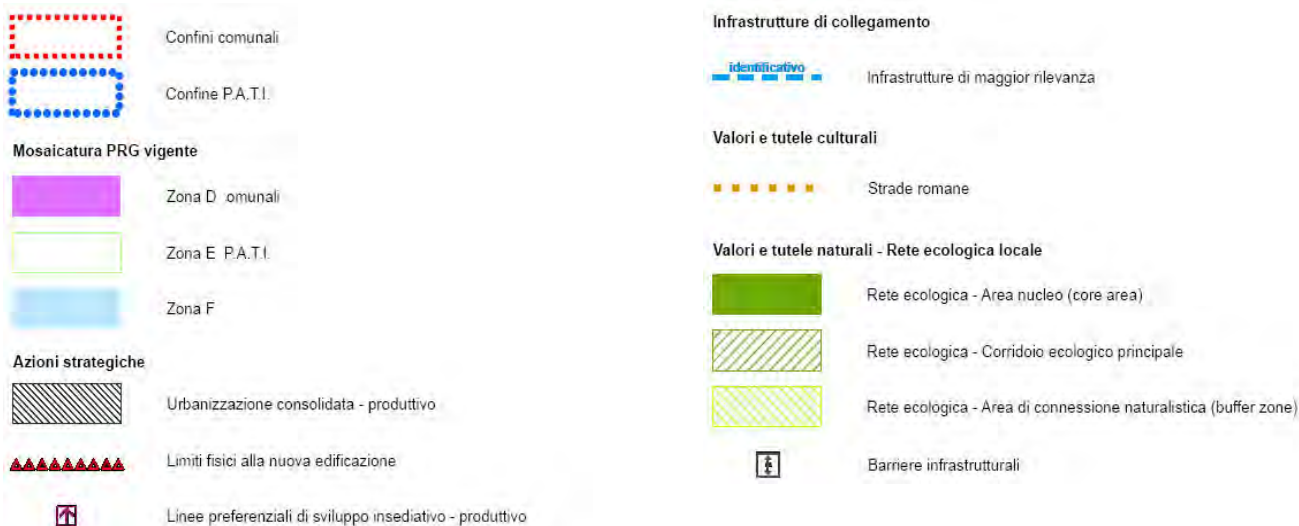 Confini comunali
Confine P.A.T.I.
Mosaicatura PRG vigente
Zona D omunali
Zona E P.A.T.I.
Zona F
Azioni strategiche
Urbanizzazione consolidata - produttivo
Limiti fisici alla nuova edificazione
Linee preferenziali di sviluppo insediativo - produttivo
Infrastrutture di collegamento
identificativo
Infrastrutture di maggior rilevanza
Valori e tutele culturali
Strade romane
Valori e tutele naturali - Rete ecologica locale
Rete ecologica - Area nucleo (core area)
Rete ecologica - Corridoio ecologico principale
Rete ecologica - Area di connessione naturalistica (buffer zone)
Barriere infrastrutturali